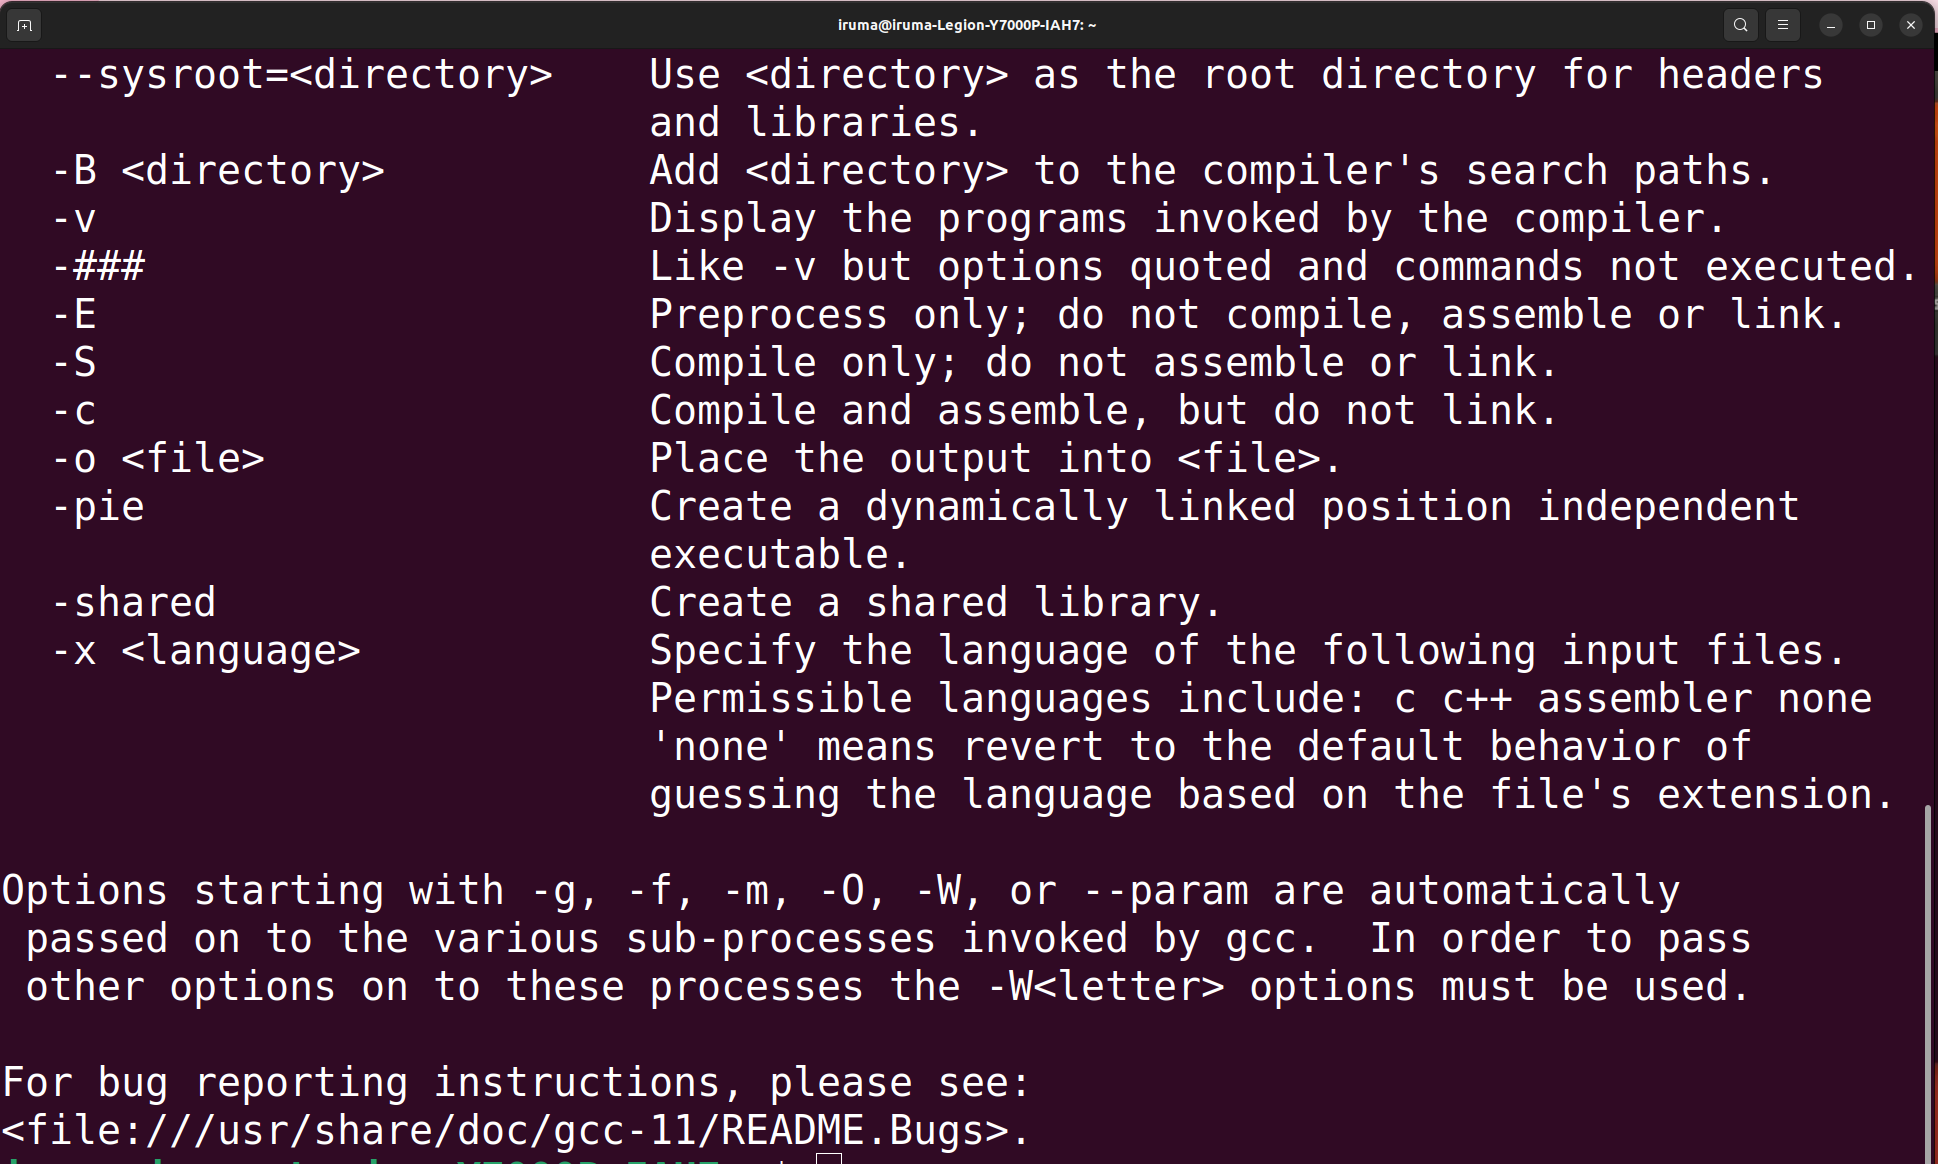 iruma@iruma-Legion-Y7000P-IAH7: ~
--sysroot=<directory> Use <directory> as the root directory for headers
and libraries.
-B <directory> Add <directory> to the compiler's search paths.
-v Display the programs invoked by the compiler.
-### Like -v but options quoted and commands not executed.
-E Preprocess only; do not compile, assemble or link.
-S Compile only; do not assemble or link.
-c Compile and assemble, but do not link.
-o <file> Place the output into <file>.
-pie Create a dynamically linked position independent
executable.
-shared Create a shared library.
-x <language> Specify the language of the following input files.
Permissible languages include: c c++ assembler none
'none' means revert to the default behavior of
guessing the language based on the file's extension.
Options starting with -g, -f, -m, -O, -W, or --param are automatically
passed on to the various sub-processes invoked by gcc.  In order to pass
other options on to these processes the -W<letter> options must be used.
For bug reporting instructions, please see:
<file:///usr/share/doc/gcc-11/README.Bugs>.